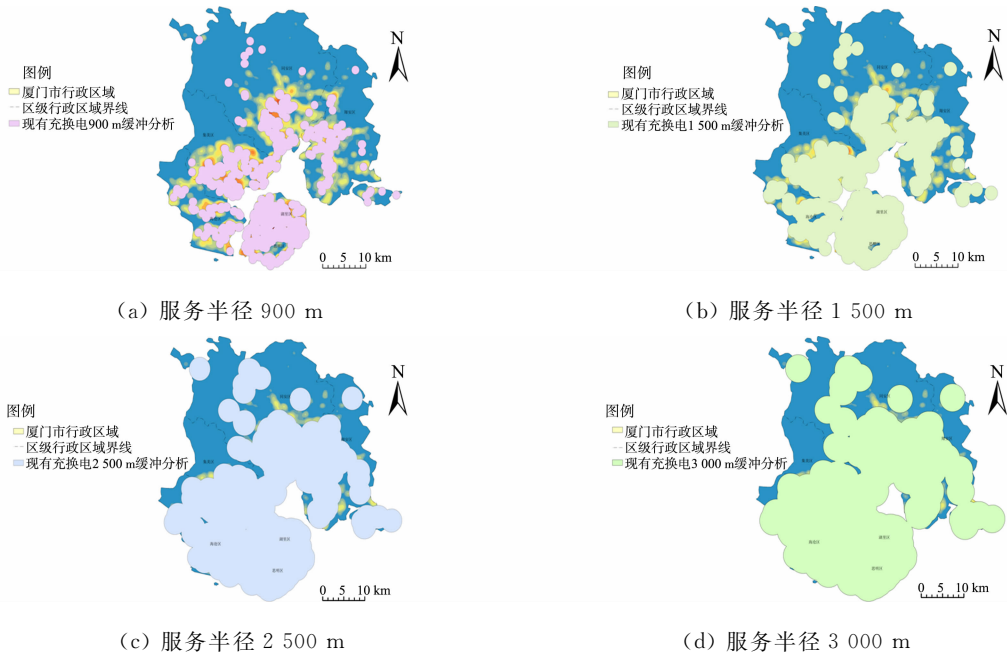 N
图例
厦门市行政区域
区级行政区域界线
现有充换电900 m缓冲分析
0 5 10 km
(a) 服务半径 900 m
N
图例
厦门市行政区域
区级行政区域界线
现有充换电1 500 m缓冲分析
0 5 10 km
(b) 服务半径 1 500 m
N
图例
厦门市行政区域
区级行政区域界线
现有充换电2 500 m缓冲分析
0 5 10 km
(c) 服务半径 2 500 m
N
图例
厦门市行政区域
区级行政区域界线
现有充换电3 000 m缓冲分析
0 5 10 km
(d) 服务半径 3 000 m